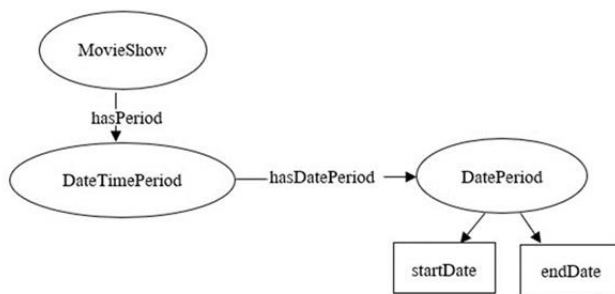 MovieShow
hasPeriod
DateTimePeriod
hasDatePeriod
DatePeriod
startDate
endDate